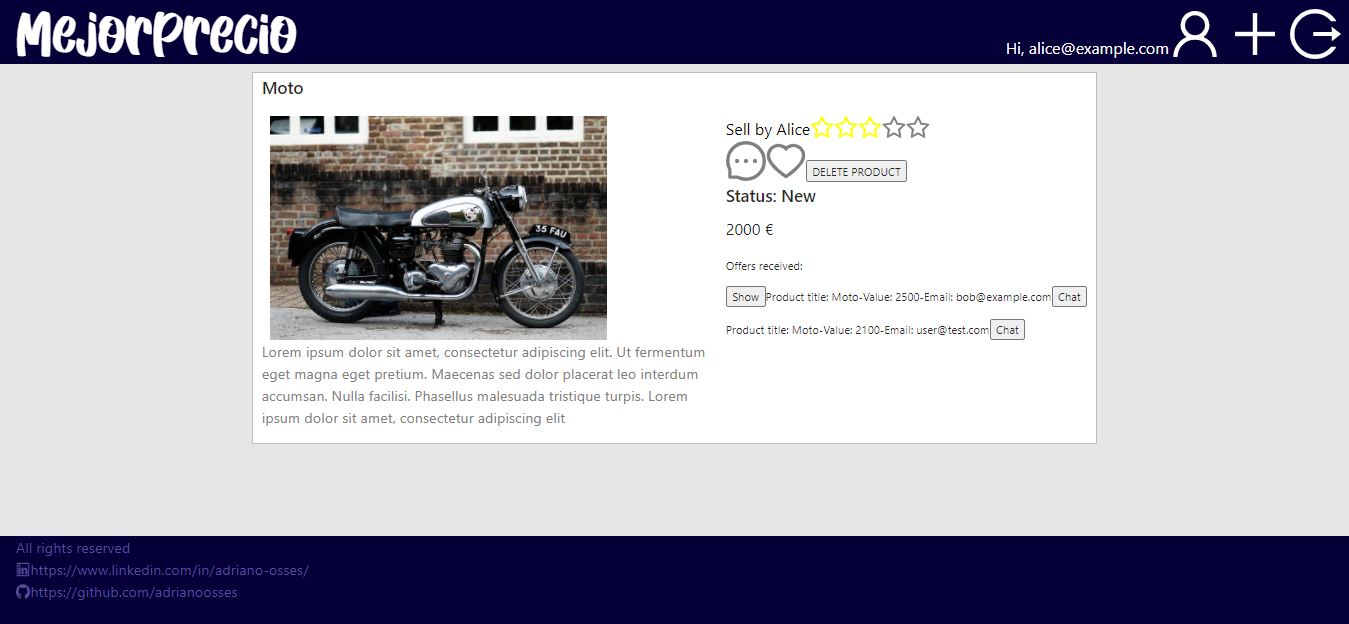 MejorPrecio
Hi, alice@example.com
Moto
Sell by Alice
DELETE PRODUCT
Status: New
2000 €
Offers received:
Show Product title: Moto-Value: 2500-Email: bob@example.com Chat
Product title: Moto-Value: 2100-Email: user@test.com Chat
35 FAU
Lorem ipsum dolor sit amet, consectetur adipiscing elit. Ut fermentum
eget magna eget pretium. Maecenas sed dolor placerat leo interdum
accumsan. Nulla facilisi. Phasellus malesuada tristique turpis. Lorem
ipsum dolor sit amet, consectetur adipiscing elit
All rights reserved
https://www.linkedin.com/in/adriano-osses/
https://github.com/adrianoosses